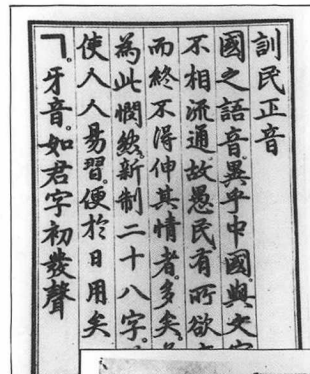 訓民正音
國之語音。異乎中國。與文字
不相流通。故愚民有所欲
而終不得伸其情者。多矣。
為此憫然。新制二十八字。
使人人易習。便於日用矣
ㄱ。牙音。如君字初發聲